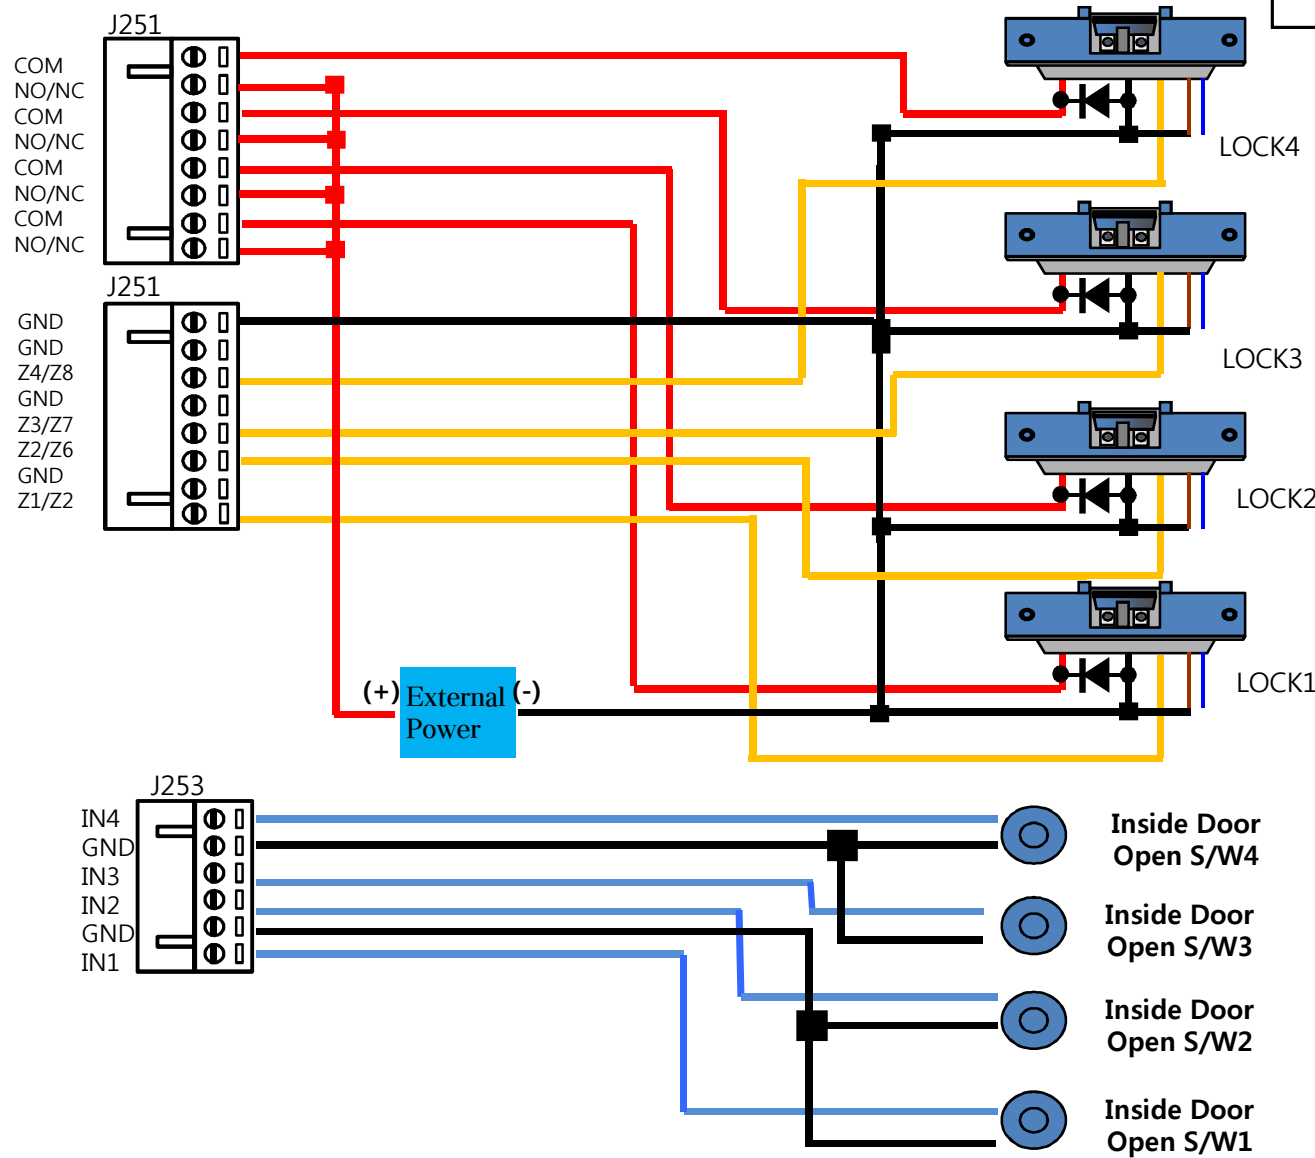 J251
COM
NO/NC
COM
NO/NC
COM
NO/NC
COM
NO/NC
LOCK4
J251
GND
GND
Z4/Z8
GND
Z3/Z7
Z2/Z6
GND
Z1/Z2
LOCK3
LOCK2
LOCK1
(+)
External
Power
(-)
J253
IN4
GND
IN3
IN2
GND
IN1
Inside Door
Open S/W4
Inside Door
Open S/W3
Inside Door
Open S/W2
Inside Door
Open S/W1